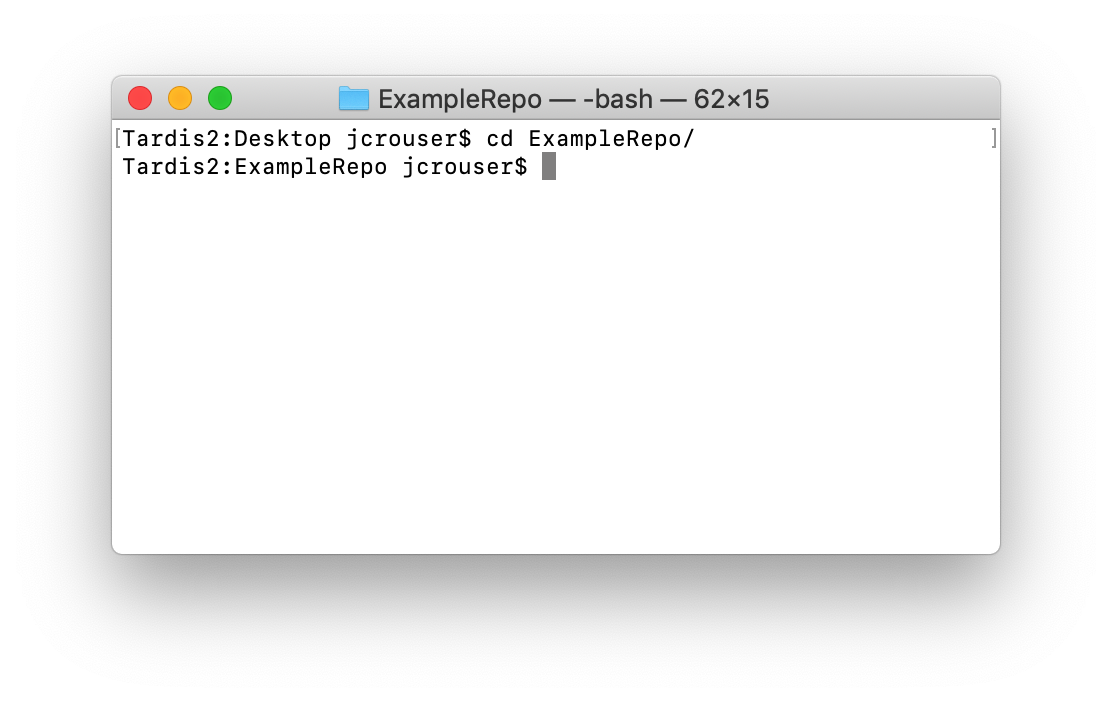 ExampleRepo — -bash — 62×15
[Tardis2:Desktop jcrouser$ cd ExampleRepo/ ]
Tardis2:ExampleRepo jcrouser$